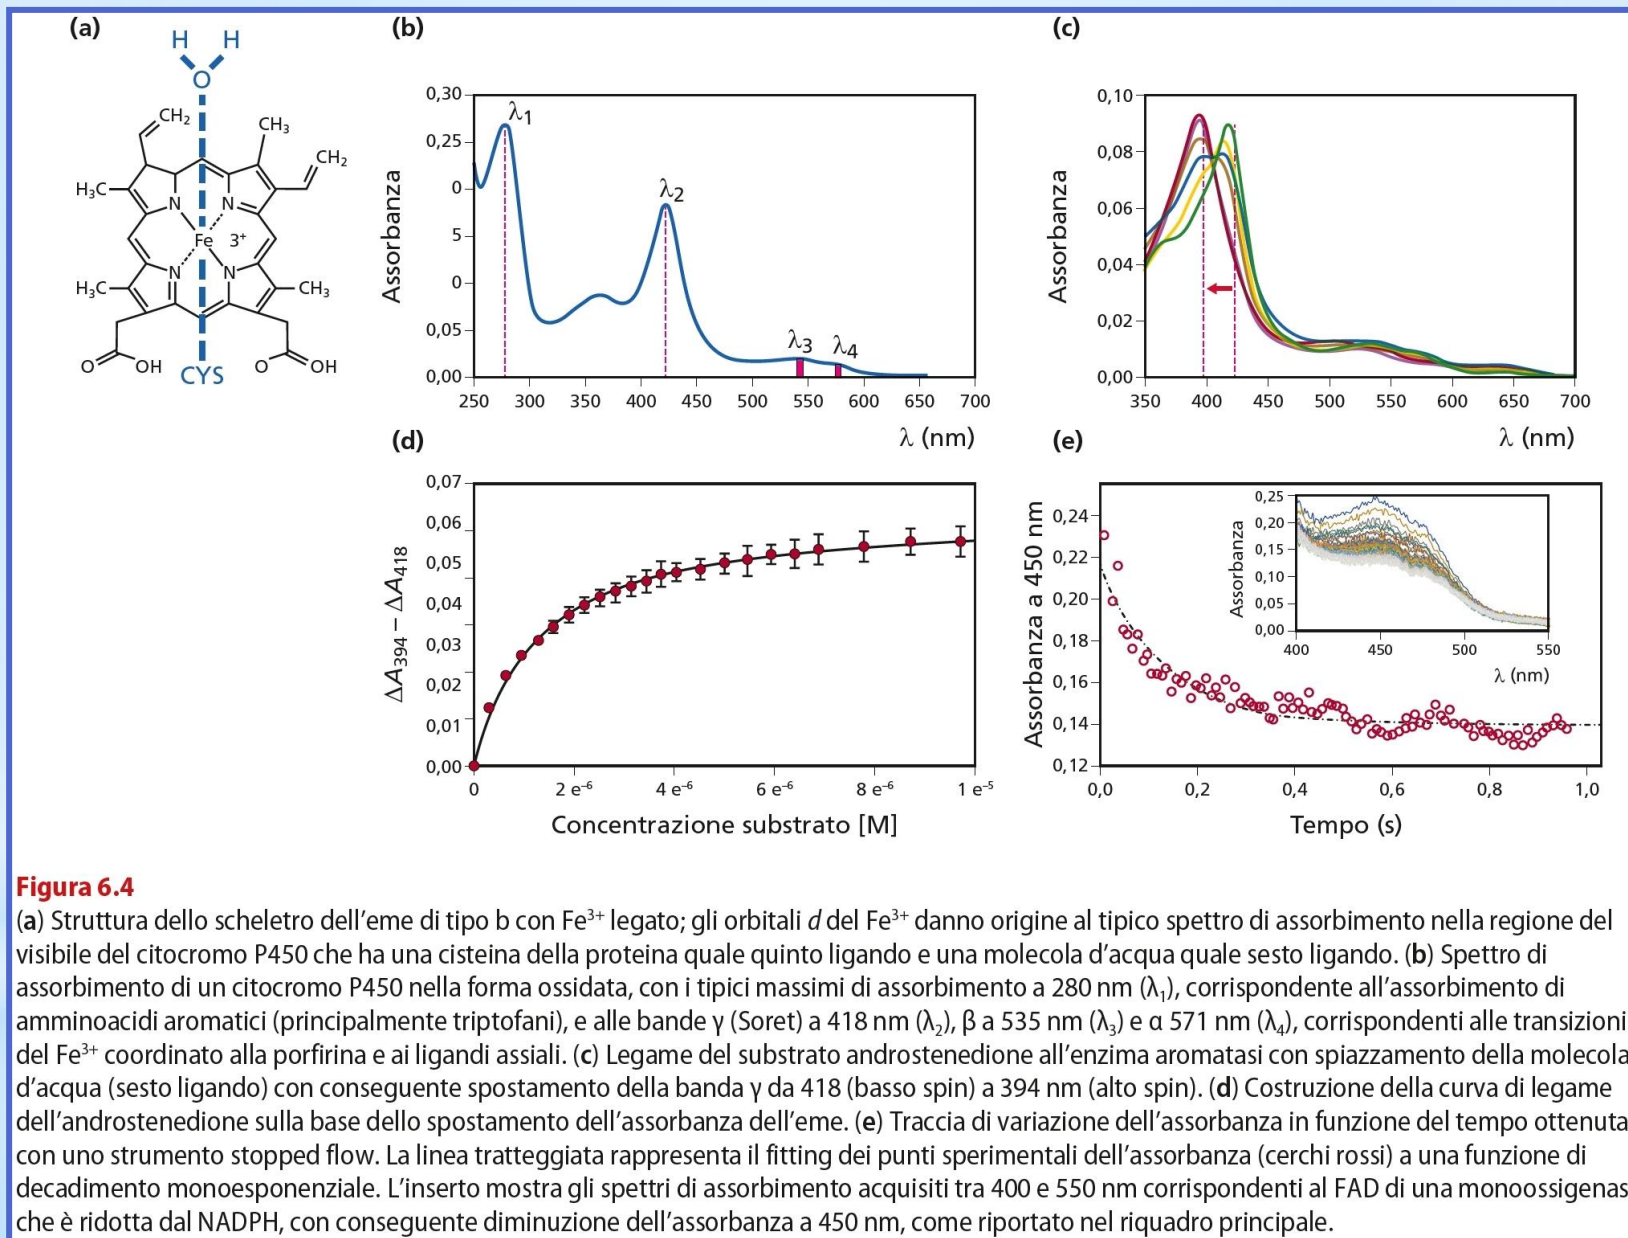 (a)
H H
O
CH₂
CH₃
CH₂
H₃C
N N
Fe 3+
N N
H₃C
CH₃
O OH
O OH
CYS
(b)
0,30
0,25
0
5
0
0,05
0,00
Assorbanza
λ₁
λ₂
λ₃
λ₄
250 300 350 400 450 500 550 600 650 700
λ (nm)
(c)
0,10
0,08
0,06
0,04
0,02
0,00
Assorbanza
350 400 450 500 550 600 650 700
λ (nm)
(d)
0,07
0,06
0,05
0,04
0,03
0,02
0,01
0,00
ΔA₃₉₄ – ΔA₄₁₈
0 2 e⁻⁶ 4 e⁻⁶ 6 e⁻⁶ 8 e⁻⁶ 1 e⁻⁵
Concentrazione substrato [M]
(e)
0,24
0,22
0,20
0,18
0,16
0,14
0,12
Assorbanza a 450 nm
0,0 0,2 0,4 0,6 0,8 1,0
Tempo (s)
0,25
0,20
0,15
0,10
0,05
0,00
Assorbanza
400 450 500 550
λ (nm)
Figura 6.4
(a) Struttura dello scheletro dell’eme di tipo b con Fe³⁺ legato; gli orbitali d del Fe³⁺ danno origine al tipico spettro di assorbimento nella regione del
visibile del citocromo P450 che ha una cisteina della proteina quale quinto ligando e una molecola d’acqua quale sesto ligando. (b) Spettro di
assorbimento di un citocromo P450 nella forma ossidata, con i tipici massimi di assorbimento a 280 nm (λ₁), corrispondente all’assorbimento di
amminoacidi aromatici (principalmente triptofani), e alle bande γ (Soret) a 418 nm (λ₂), β a 535 nm (λ₃) e α 571 nm (λ₄), corrispondenti alle transizioni
del Fe³⁺ coordinato alla porfirina e ai ligandi assiali. (c) Legame del substrato androstenedione all’enzima aromatasi con spiazzamento della molecola
d’acqua (sesto ligando) con conseguente spostamento della banda γ da 418 (basso spin) a 394 nm (alto spin). (d) Costruzione della curva di legame
dell’androstenedione sulla base dello spostamento dell’assorbanza dell’eme. (e) Traccia di variazione dell’assorbanza in funzione del tempo ottenuta
con uno strumento stopped flow. La linea tratteggiata rappresenta il fitting dei punti sperimentali dell’assorbanza (cerchi rossi) a una funzione di
decadimento monoesponenziale. L’inserto mostra gli spettri di assorbimento acquisiti tra 400 e 550 nm corrispondenti al FAD di una monoossigenas
che è ridotta dal NADPH, con conseguente diminuzione dell’assorbanza a 450 nm, come riportato nel riquadro principale.